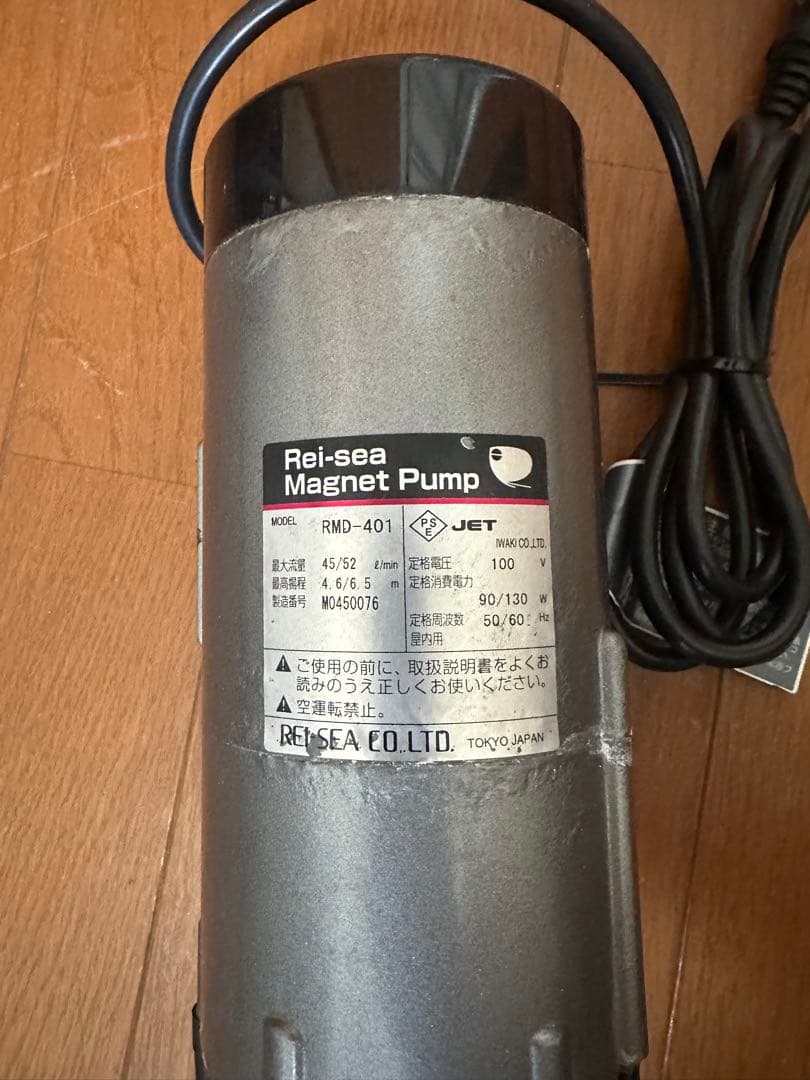 Rei-sea
Magnet Pump
MODEL RMD-401
最大流量 45/52 ℓ/min
最高揚程 4.6/6.5 m
製造番号 M0450076
PSE JET
IWAKI CO.,LTD.
定格電圧 100 V
定格消費電力
90/130 W
定格周波数 50/60 Hz
屋内用
ご使用の前に、取扱説明書をよくお
読みのうえ正しくお使いください。
空運転禁止。
REI-SEA CO.,LTD. TOKYO JAPAN